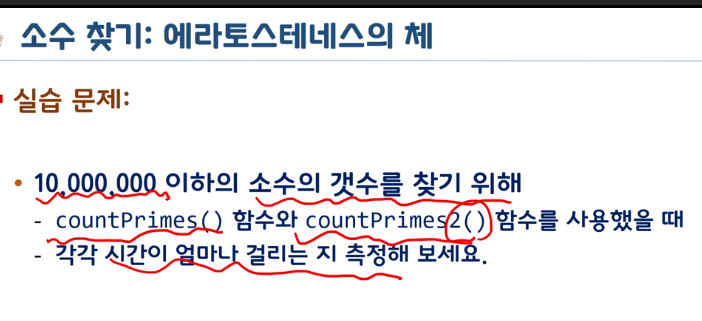 소수 찾기: 에라토스테네스의 체
실습 문제:
• 10,000,000 이하의 소수의 갯수를 찾기 위해
- countPrimes() 함수와 countPrimes2() 함수를 사용했을 때
- 각각 시간이 얼마나 걸리는 지 측정해 보세요.